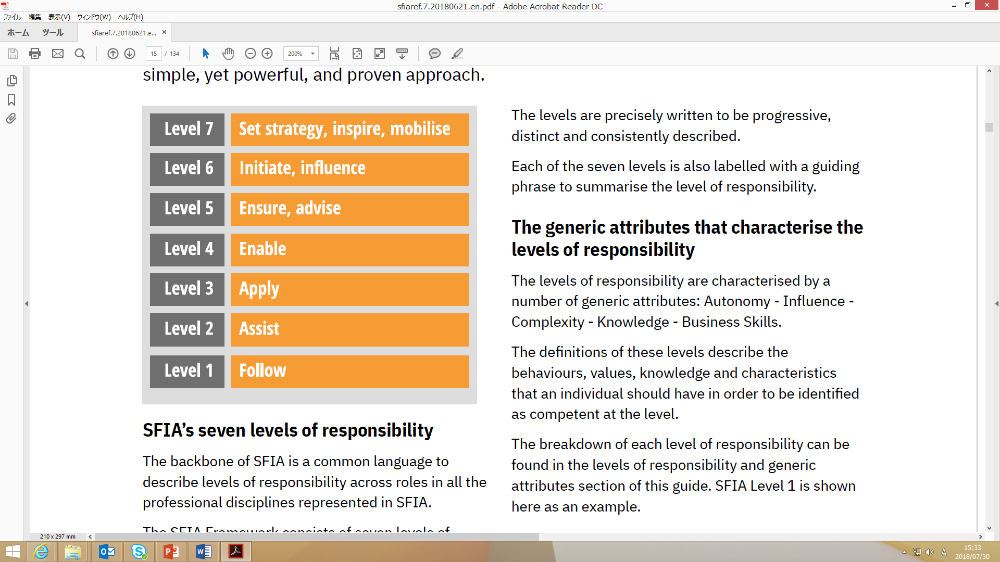 sfiaref.7.20180621.en.pdf - Adobe Acrobat Reader DC
ファイル 編集 表示(V) ウィンドウ(W) ヘルプ(H)
ホーム ツール sfiaref.7.20180621.e... ×
15 / 134 200%
simple, yet powerful, and proven approach.
Level 7 Set strategy, inspire, mobilise
Level 6 Initiate, influence
Level 5 Ensure, advise
Level 4 Enable
Level 3 Apply
Level 2 Assist
Level 1 Follow
SFIA’s seven levels of responsibility
The backbone of SFIA is a common language to
describe levels of responsibility across roles in all the
professional disciplines represented in SFIA.
The SFIA Framework consists of seven levels of
The levels are precisely written to be progressive,
distinct and consistently described.
Each of the seven levels is also labelled with a guiding
phrase to summarise the level of responsibility.
The generic attributes that characterise the
levels of responsibility
The levels of responsibility are characterised by a
number of generic attributes: Autonomy - Influence -
Complexity - Knowledge - Business Skills.
The definitions of these levels describe the
behaviours, values, knowledge and characteristics
that an individual should have in order to be identified
as competent at the level.
The breakdown of each level of responsibility can be
found in the levels of responsibility and generic
attributes section of this guide. SFIA Level 1 is shown
here as an example.
210 x 297 mm
A
15:33
2018/07/30